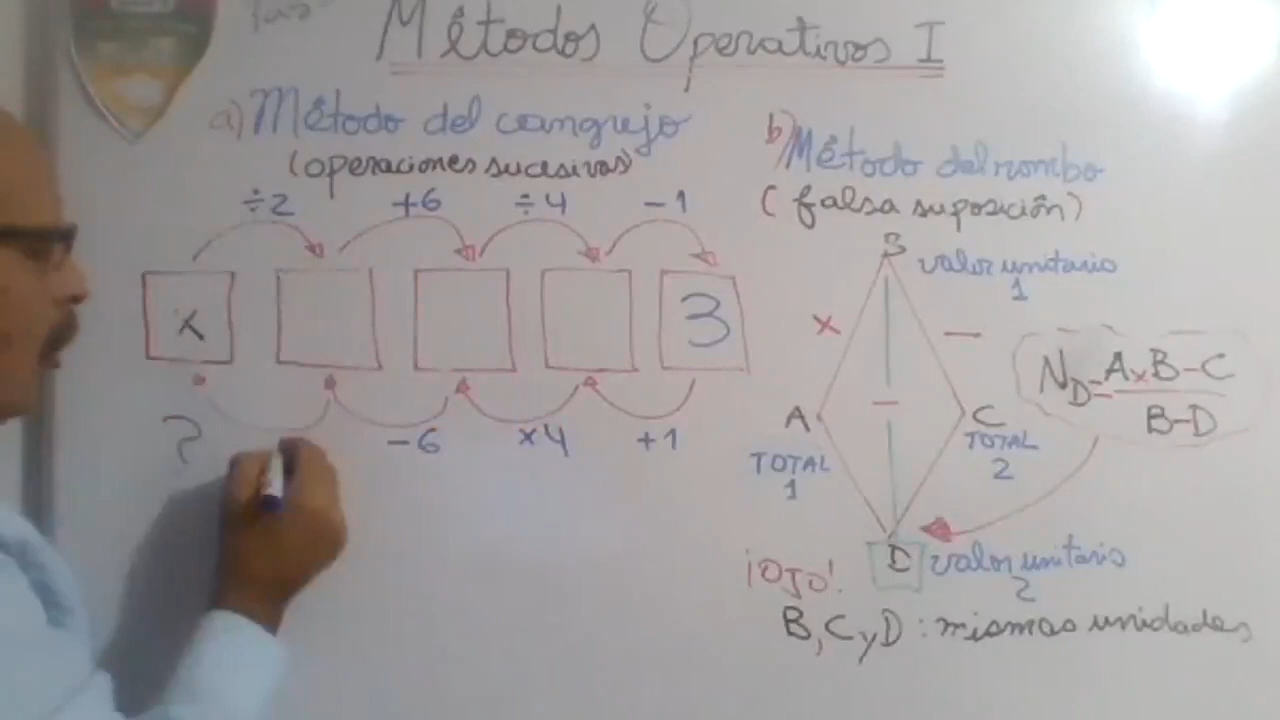 Métodos Operativos I
a) Método del cangrejo
(operaciones sucesivas)
÷2 +6 ÷4 -1
x 3
? -6 ×4 +1
b) Método del rombo
(falsa suposición)
B valor unitario
1
× —
—
A
TOTAL
1
C
TOTAL
2
N_D = A×B-C
B-D
D valor unitario
2
¡OJO!
B, C y D : mismas unidades